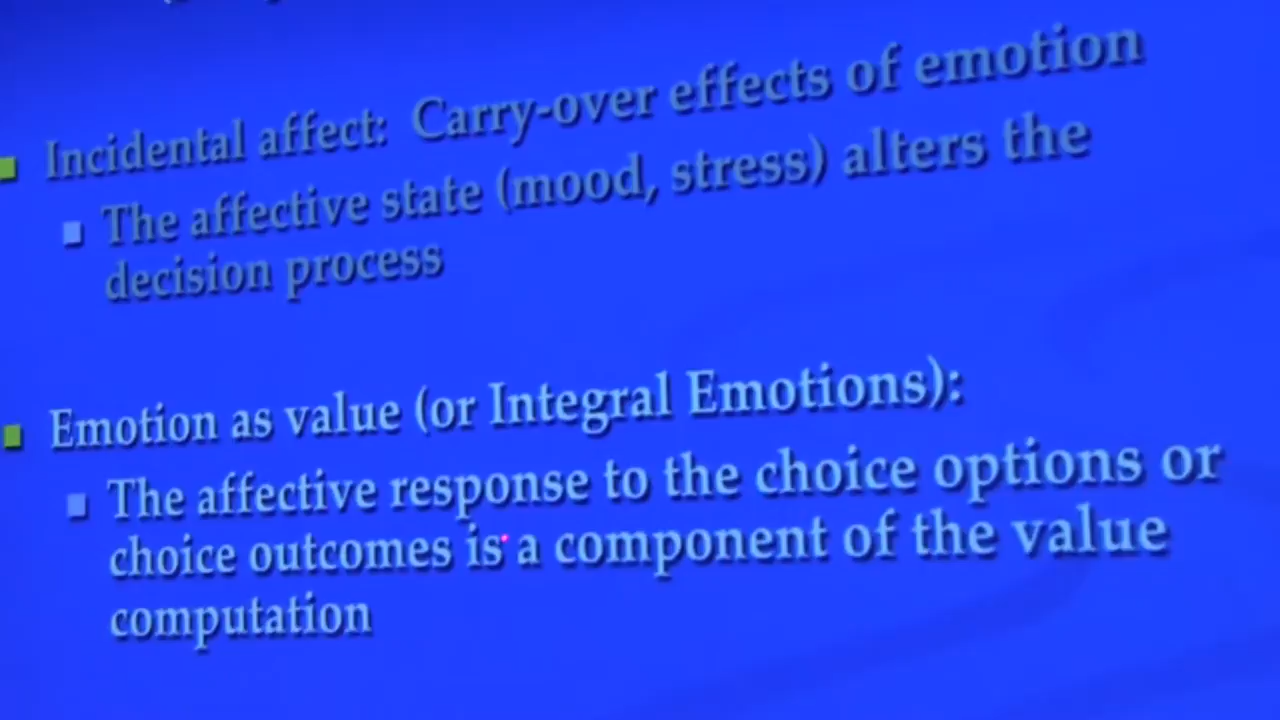 Incidental affect: Carry-over effects of emotion
The affective state (mood, stress) alters the
decision process
Emotion as value (or Integral Emotions):
The affective response to the choice options or
choice outcomes is a component of the value
computation